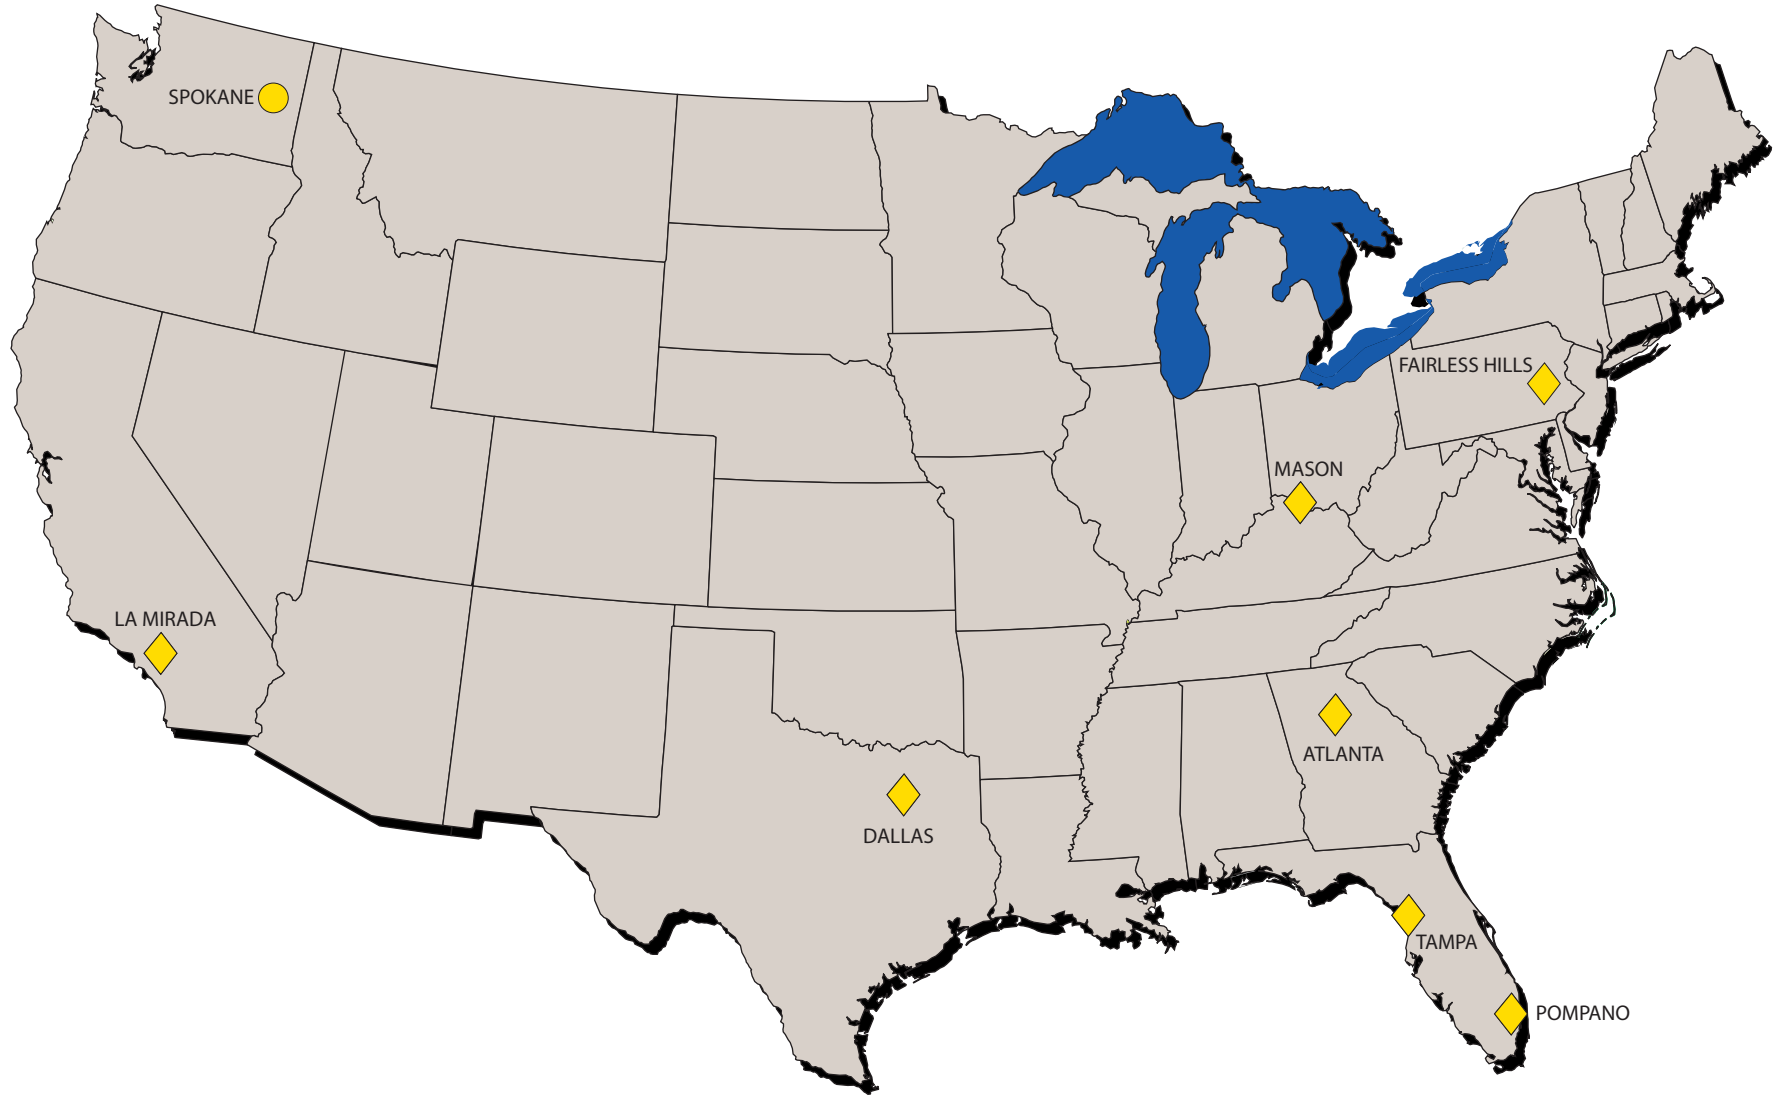 SPOKANE
FAIRLESS HILLS
MASON
LA MIRADA
ATLANTA
DALLAS
TAMPA
POMPANO